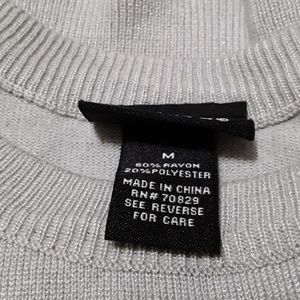 M
80% RAYON
20% POLYESTER
MADE IN CHINA
RN# 70829
SEE REVERSE
FOR CARE